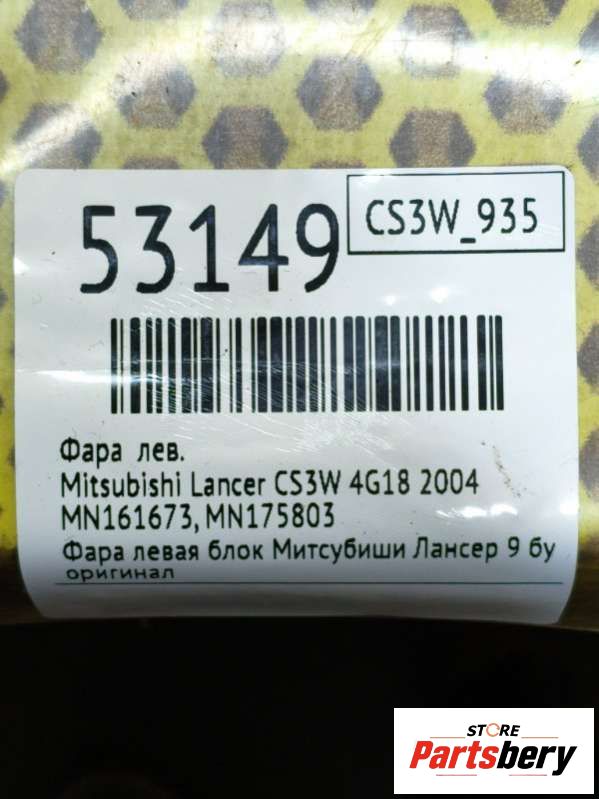 53149
CS3W_935
Фара лев.
Mitsubishi Lancer CS3W 4G18 2004
MN161673, MN175803
Фара левая блок Митсубиши Лансер 9 бу
оригинал
STORE
Partsbery